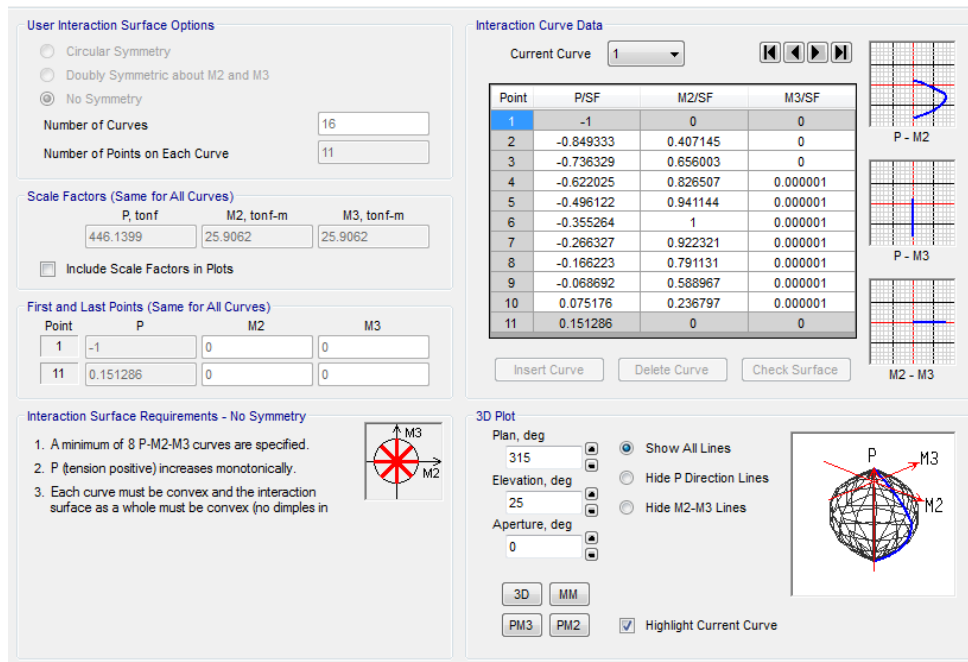 User Interaction Surface Options
Circular Symmetry
Doubly Symmetric about M2 and M3
No Symmetry
Number of Curves 16
Number of Points on Each Curve 11
Scale Factors (Same for All Curves)
P, tonf M2, tonf-m M3, tonf-m
446.1399 25.9062 25.9062
Include Scale Factors in Plots
First and Last Points (Same for All Curves)
Point P M2 M3
1 -1 0 0
11 0.151286 0 0
Interaction Surface Requirements - No Symmetry
1. A minimum of 8 P-M2-M3 curves are specified.
2. P (tension positive) increases monotonically.
3. Each curve must be convex and the interaction
surface as a whole must be convex (no dimples in
M3
M2
Interaction Curve Data
Current Curve 1
Point P/SF M2/SF M3/SF
1 -1 0 0
2 -0.849333 0.407145 0
3 -0.736329 0.656003 0
4 -0.622025 0.826507 0.000001
5 -0.496122 0.941144 0.000001
6 -0.355264 1 0.000001
7 -0.266327 0.922321 0.000001
8 -0.166223 0.791131 0.000001
9 -0.068692 0.588967 0.000001
10 0.075176 0.236797 0.000001
11 0.151286 0 0
Insert Curve Delete Curve Check Surface
P - M2
P - M3
M2 - M3
3D Plot
Plan, deg
315
Elevation, deg
25
Aperture, deg
0
Show All Lines
Hide P Direction Lines
Hide M2-M3 Lines
3D MM
PM3 PM2
Highlight Current Curve
P
M3
M2